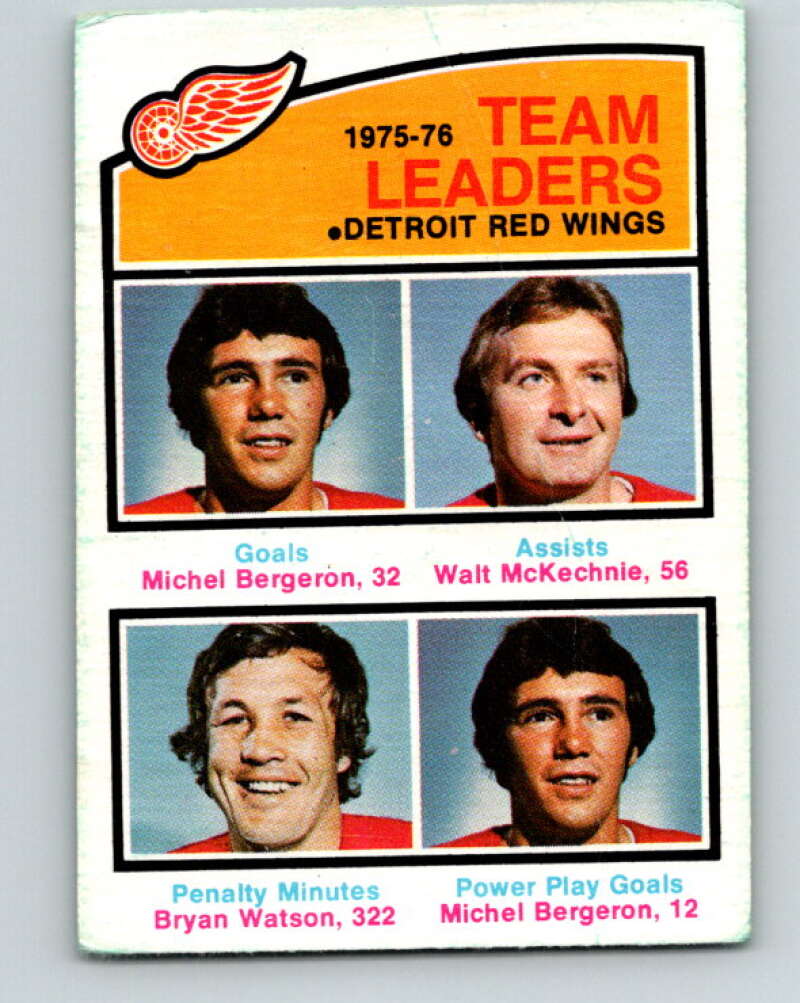 1975-76 TEAM
LEADERS
•DETROIT RED WINGS
Goals
Michel Bergeron, 32
Assists
Walt McKechnie, 56
Penalty Minutes
Bryan Watson, 322
Power Play Goals
Michel Bergeron, 12